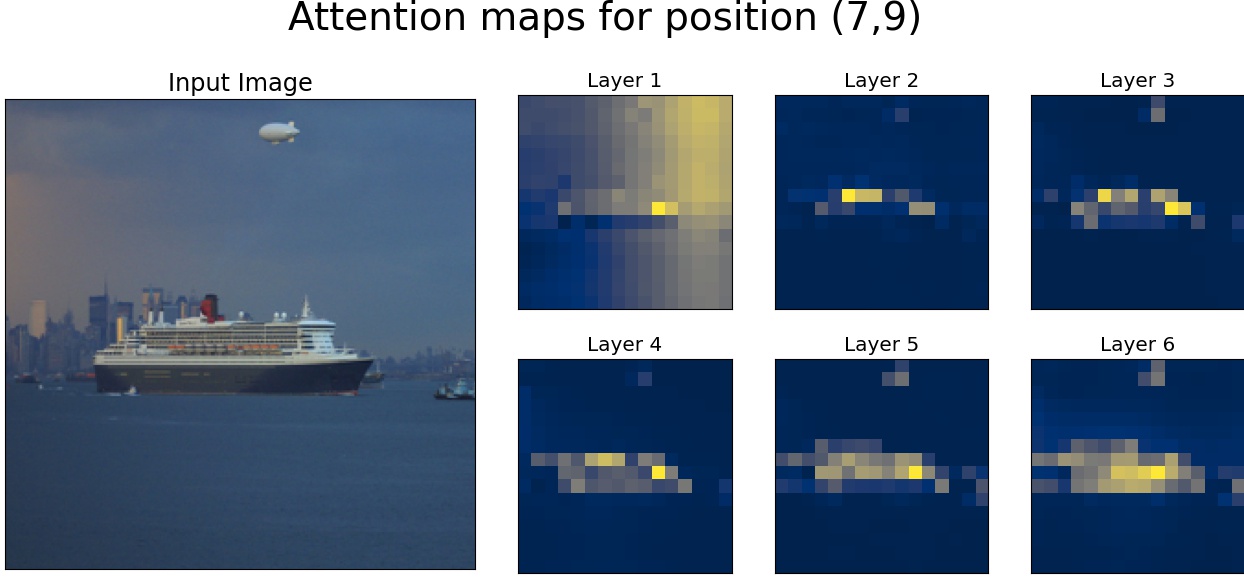 Attention maps for position (7,9)
Input Image
Layer 1
Layer 2
Layer 3
Layer 4
Layer 5
Layer 6